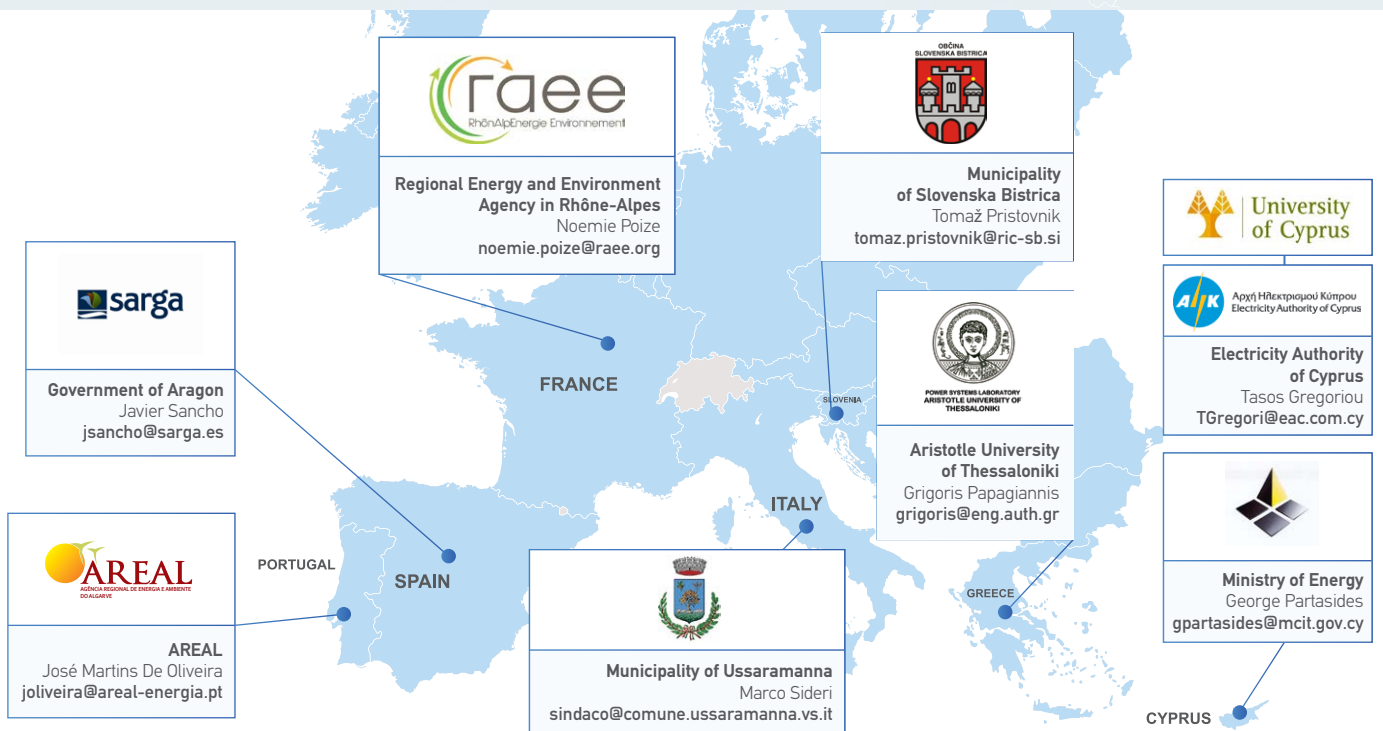 raee
RhônAlpEnergie Environnement
Regional Energy and Environment
Agency in Rhône-Alpes
Noemie Poize
noemie.poize@raee.org
OBČINA
SLOVENSKA BISTRICA
Municipality
of Slovenska Bistrica
Tomaž Pristovnik
tomaz.pristovnik@ric-sb.si
University
of Cyprus
АНК
Αρχή Ηλεκτρισμού Κύπρου
Electricity Authority of Cyprus
Electricity Authority
of Cyprus
Tasos Gregoriou
TGregori@eac.com.cy
sarga
Government of Aragon
Javier Sancho
jsancho@sarga.es
POWER SYSTEMS LABORATORY
ARISTOTLE UNIVERSITY OF
THESSALONIKI
Aristotle University
of Thessaloniki
Grigoris Papagiannis
grigoris@eng.auth.gr
FRANCE
SLOVENIA
ITALY
PORTUGAL
SPAIN
GREECE
CYPRUS
AREAL
AGÊNCIA REGIONAL DE ENERGIA E AMBIENTE
DO ALGARVE
AREAL
José Martins De Oliveira
joliveira@areal-energia.pt
Municipality of Ussaramanna
Marco Sideri
sindaco@comune.ussaramanna.vs.it
Ministry of Energy
George Partasides
gpartasides@mcit.gov.cy